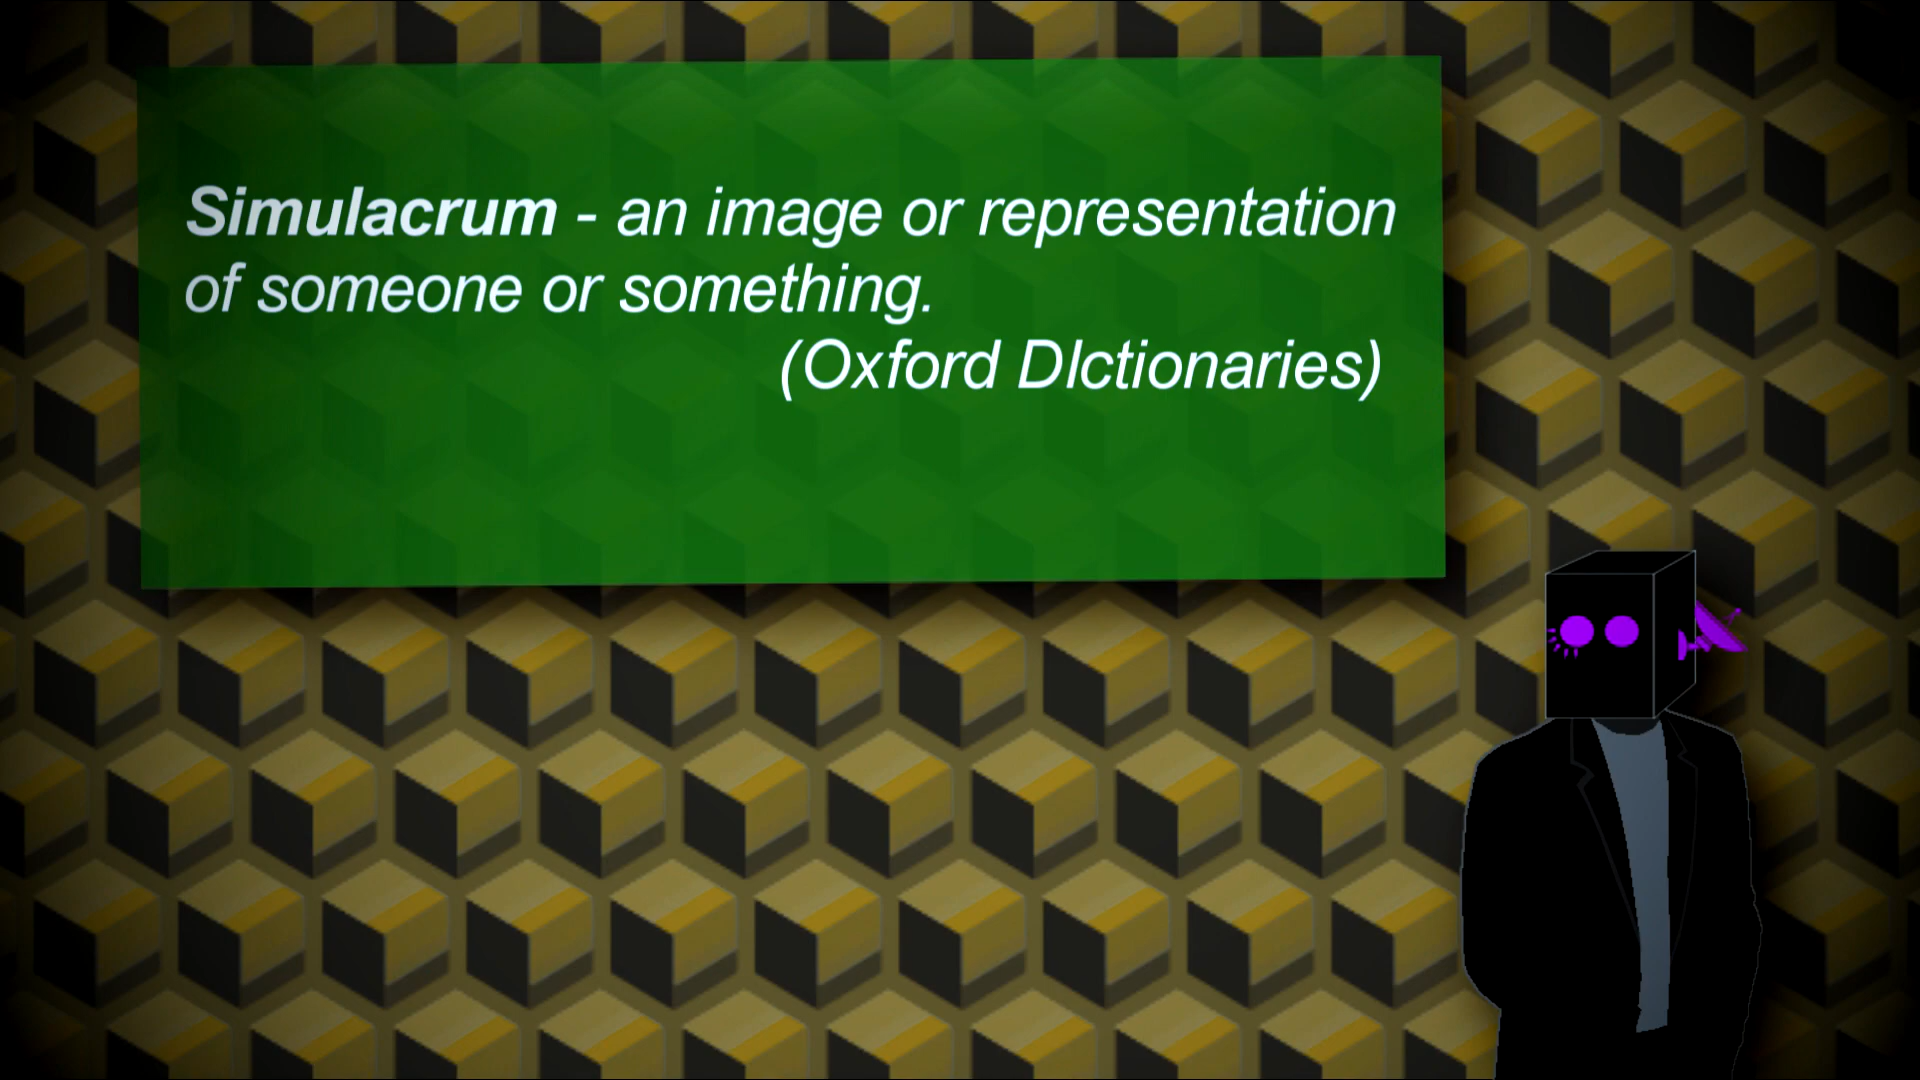 Simulacrum - an image or representation
of someone or something.
(Oxford DIctionaries)